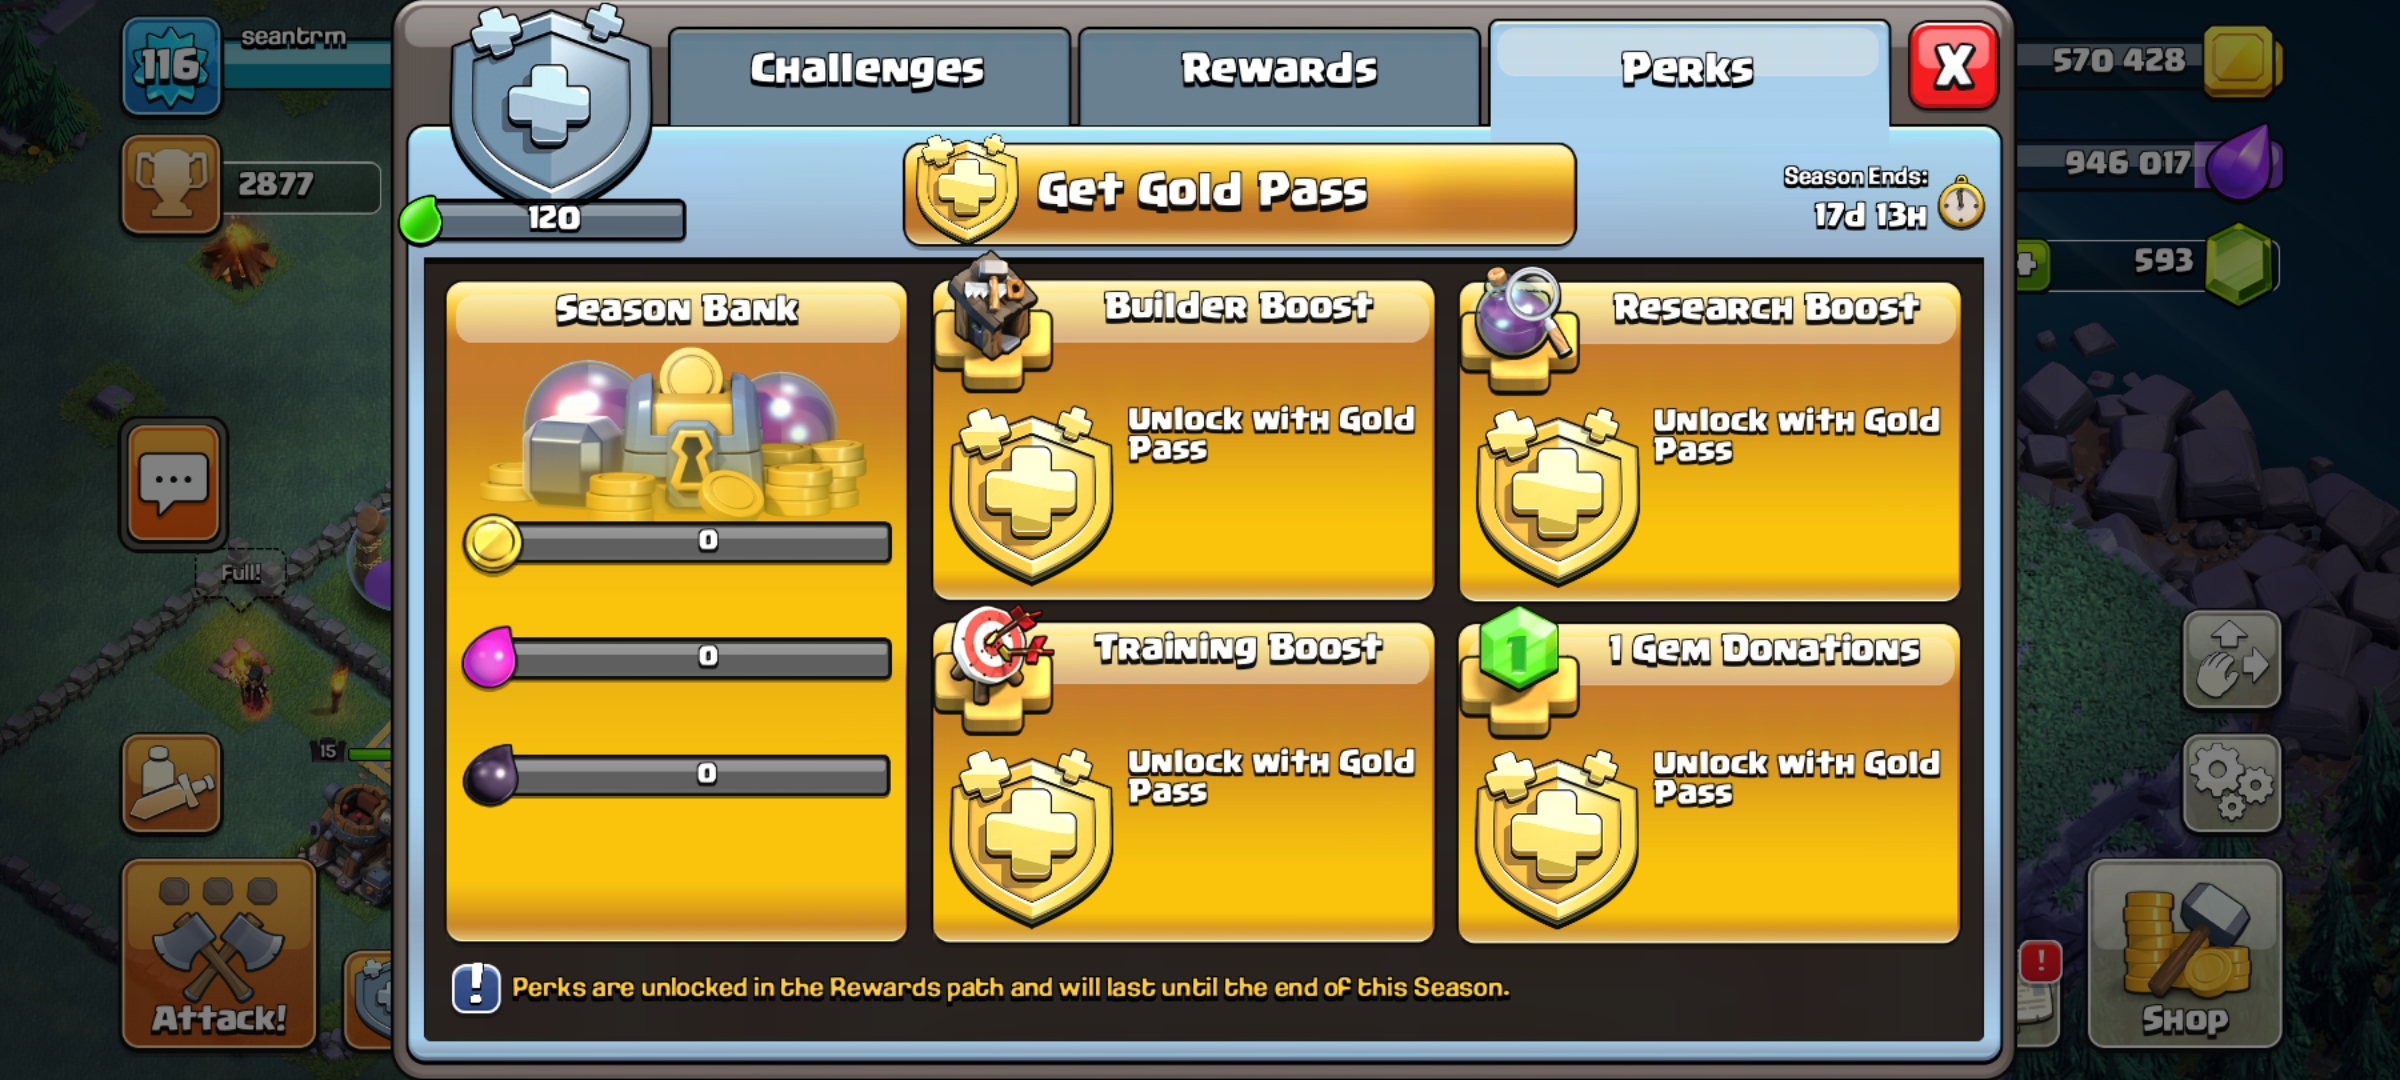 116
seantrm
2877
Full!
15
Attack!
Challenges
Rewards
Perks
X
120
Get Gold Pass
Season Ends:
17d 13h
Season Bank
0
0
0
Builder Boost
Unlock with Gold
Pass
Research Boost
Unlock with Gold
Pass
Training Boost
Unlock with Gold
Pass
1
1 Gem Donations
Unlock with Gold
Pass
! Perks are unlocked in the Rewards path and will last until the end of this Season.
570 428
946 017
+
593
!
Shop